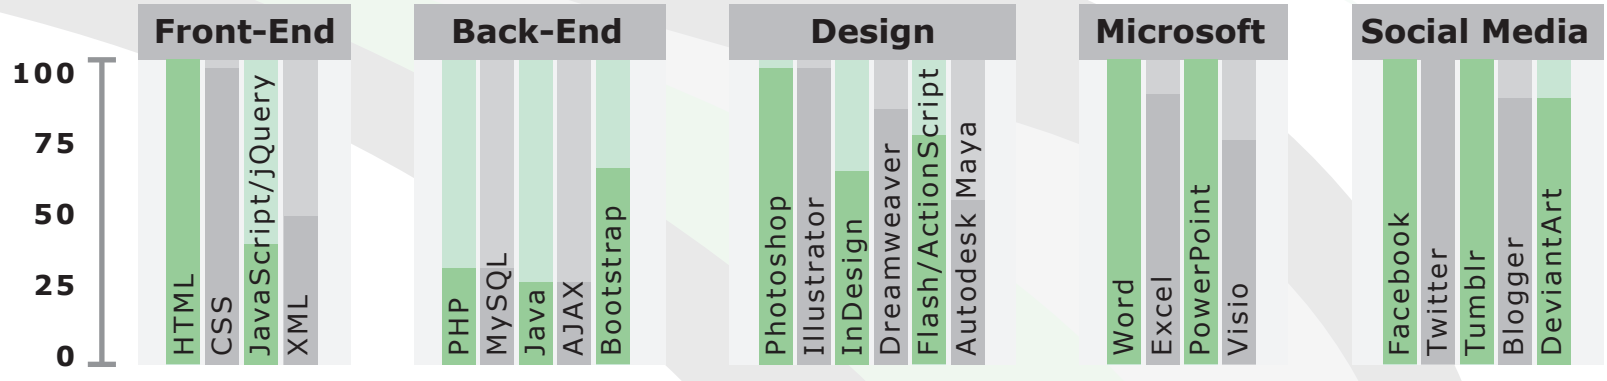 Front-End
Back-End
Design
Microsoft
Social Media
100
75
50
25
0
HTML
CSS
JavaScript/jQuery
XML
PHP
MySQL
Java
AJAX
Bootstrap
Photoshop
Illustrator
InDesign
Dreamweaver
Flash/ActionScript
Autodesk Maya
Word
Excel
PowerPoint
Visio
Facebook
Twitter
Tumblr
Blogger
DeviantArt